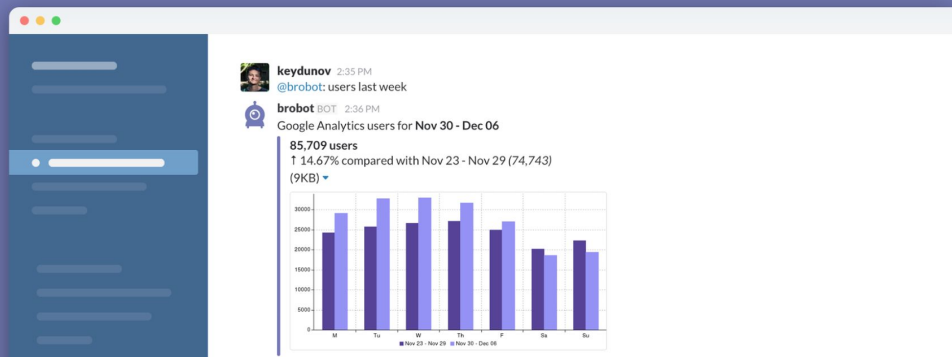 keydunov 2:35 PM
@brobot: users last week
brobot BOT 2:36 PM
Google Analytics users for Nov 30 - Dec 06
85,709 users
↑ 14.67% compared with Nov 23 - Nov 29 (74,743)
(9KB)
30000
25000
20000
15000
10000
5000
0
M Tu W Th F Sa Su
Nov 23 - Nov 29 Nov 30 - Dec 06